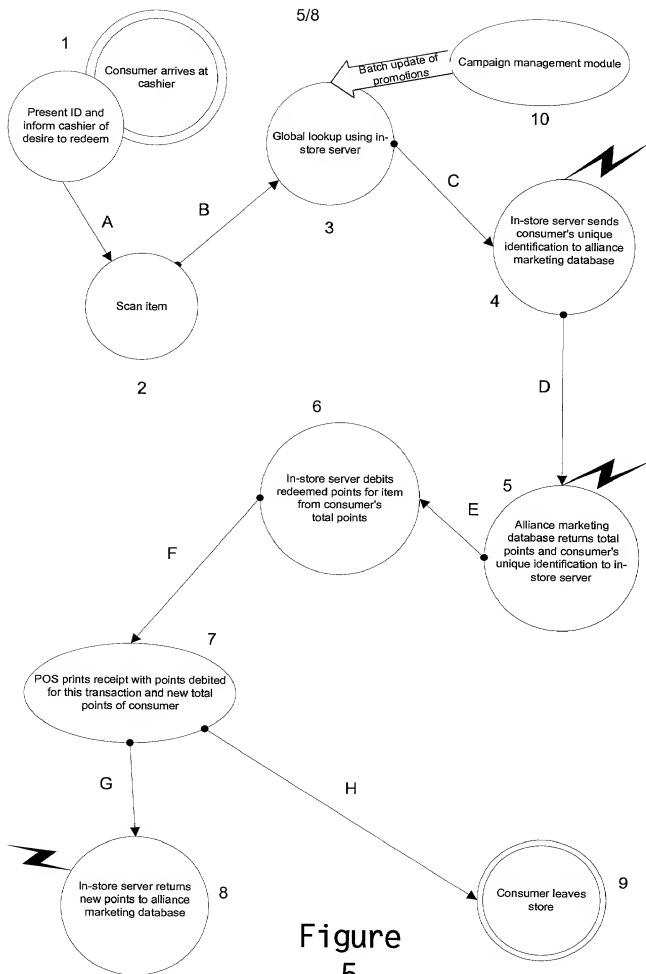 5/8
1
Consumer arrives at
cashier
Present ID and
inform cashier of
desire to redeem
Batch update of
promotions
Campaign management module
10
Global lookup using in-
store server
3
A
B
C
In-store server sends
consumer's unique
identification to alliance
marketing database
4
Scan item
2
D
6
In-store server debits
redeemed points for item
from consumer's
total points
E
5
Alliance marketing
database returns total
points and consumer's
unique identification to in-
store server
F
7
POS prints receipt with points debited
for this transaction and new total
points of consumer
G
H
In-store server returns
new points to alliance
marketing database
8
Consumer leaves
store
9
Figure
5